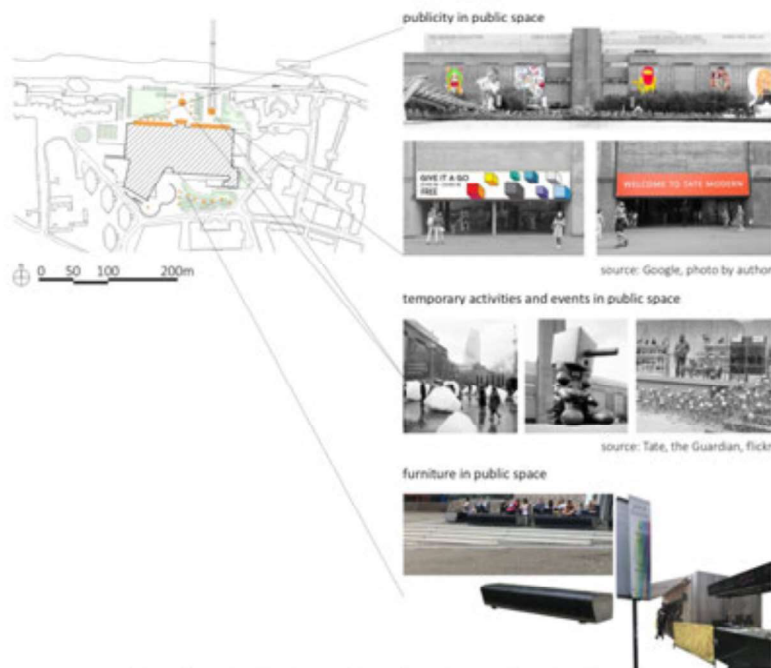 publicity in public space
GIVE IT A GO
FREE
WELCOME TO TATE MODERN
source: Google, photo by author
0 50 100 200m
temporary activities and events in public space
source: Tate, the Guardian, flickr
furniture in public space